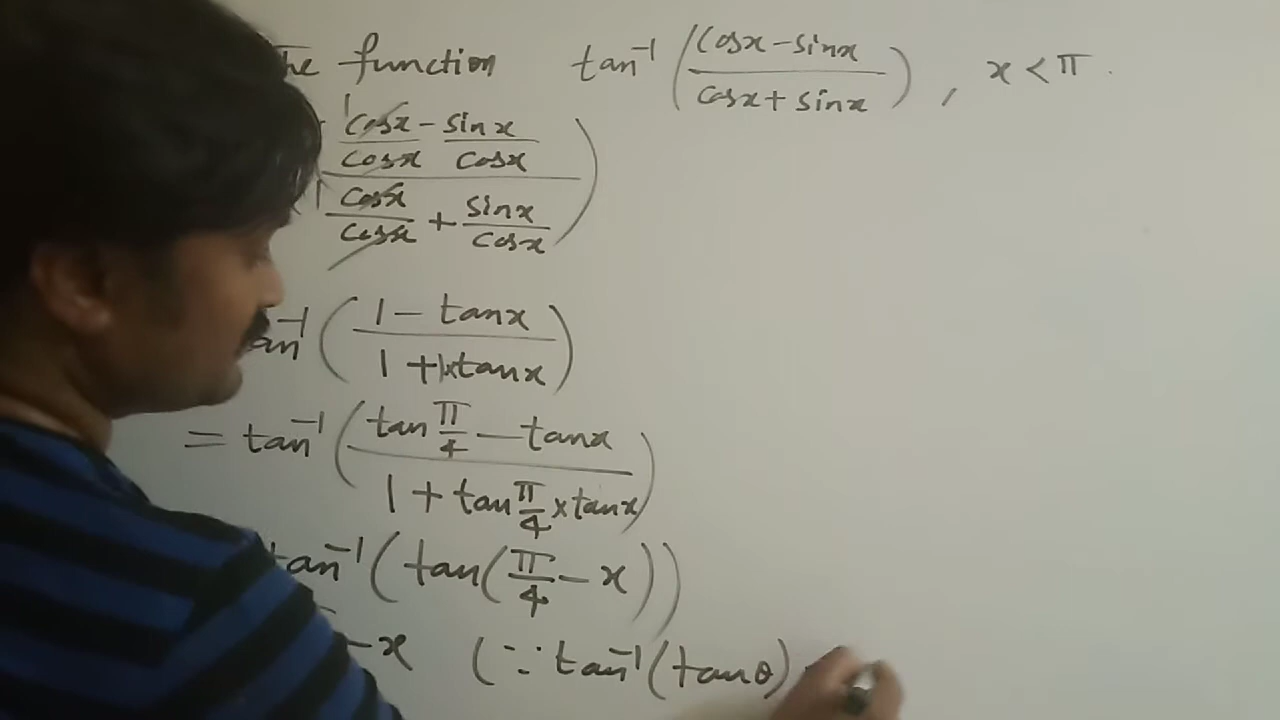 The function tan⁻¹ ((cosx - sinx)/(cosx + sinx)), x < π.
((cosx/cosx - sinx/cosx)/(cosx/cosx + sinx/cosx))
tan⁻¹ ((1 - tanx)/(1 + 1×tanx))
= tan⁻¹ ((tan π/4 - tanx)/(1 + tan π/4 × tanx))
tan⁻¹ (tan(π/4 - x))
- x (∵ tan⁻¹(tanθ)